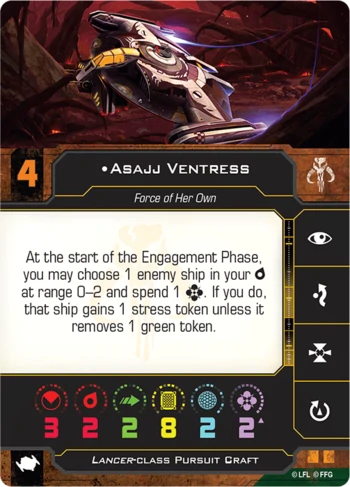 4
•Asajj Ventress
Force of Her Own
At the start of the Engagement Phase,
you may choose 1 enemy ship in your
at range 0–2 and spend 1 . If you do,
that ship gains 1 stress token unless it
removes 1 green token.
3 2 2 8 2 2
Lancer-class Pursuit Craft
© LFL © FFG